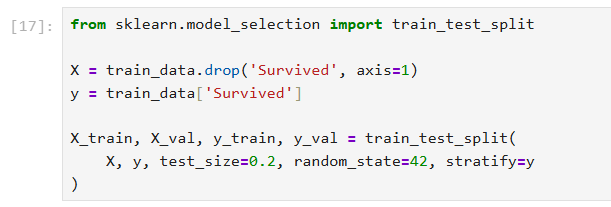 [17]: from sklearn.model_selection import train_test_split
X = train_data.drop('Survived', axis=1)
y = train_data['Survived']
X_train, X_val, y_train, y_val = train_test_split(
    X, y, test_size=0.2, random_state=42, stratify=y
)